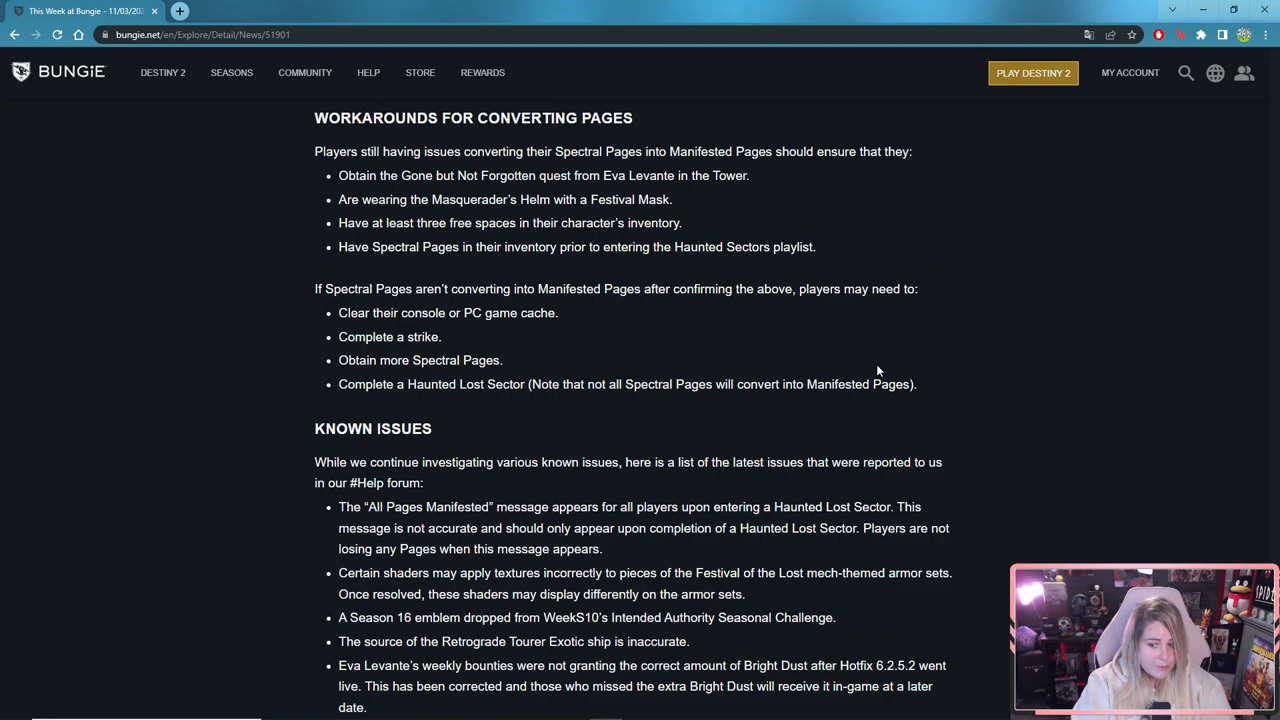 This Week at Bungie - 11/03/202
bungie.net/en/Explore/Detail/News/51901
BUNGiE
DESTINY 2
SEASONS
COMMUNITY
HELP
STORE
REWARDS
PLAY DESTINY 2
MY ACCOUNT
WORKAROUNDS FOR CONVERTING PAGES
Players still having issues converting their Spectral Pages into Manifested Pages should ensure that they:
• Obtain the Gone but Not Forgotten quest from Eva Levante in the Tower.
• Are wearing the Masquerader’s Helm with a Festival Mask.
• Have at least three free spaces in their character’s inventory.
• Have Spectral Pages in their inventory prior to entering the Haunted Sectors playlist.
If Spectral Pages aren’t converting into Manifested Pages after confirming the above, players may need to:
• Clear their console or PC game cache.
• Complete a strike.
• Obtain more Spectral Pages.
• Complete a Haunted Lost Sector (Note that not all Spectral Pages will convert into Manifested Pages).
KNOWN ISSUES
While we continue investigating various known issues, here is a list of the latest issues that were reported to us
in our #Help forum:
• The “All Pages Manifested” message appears for all players upon entering a Haunted Lost Sector. This
message is not accurate and should only appear upon completion of a Haunted Lost Sector. Players are not
losing any Pages when this message appears.
• Certain shaders may apply textures incorrectly to pieces of the Festival of the Lost mech-themed armor sets.
Once resolved, these shaders may display differently on the armor sets.
• A Season 16 emblem dropped from WeekS10’s Intended Authority Seasonal Challenge.
• The source of the Retrograde Tourer Exotic ship is inaccurate.
• Eva Levante’s weekly bounties were not granting the correct amount of Bright Dust after Hotfix 6.2.5.2 went
live. This has been corrected and those who missed the extra Bright Dust will receive it in-game at a later
date.